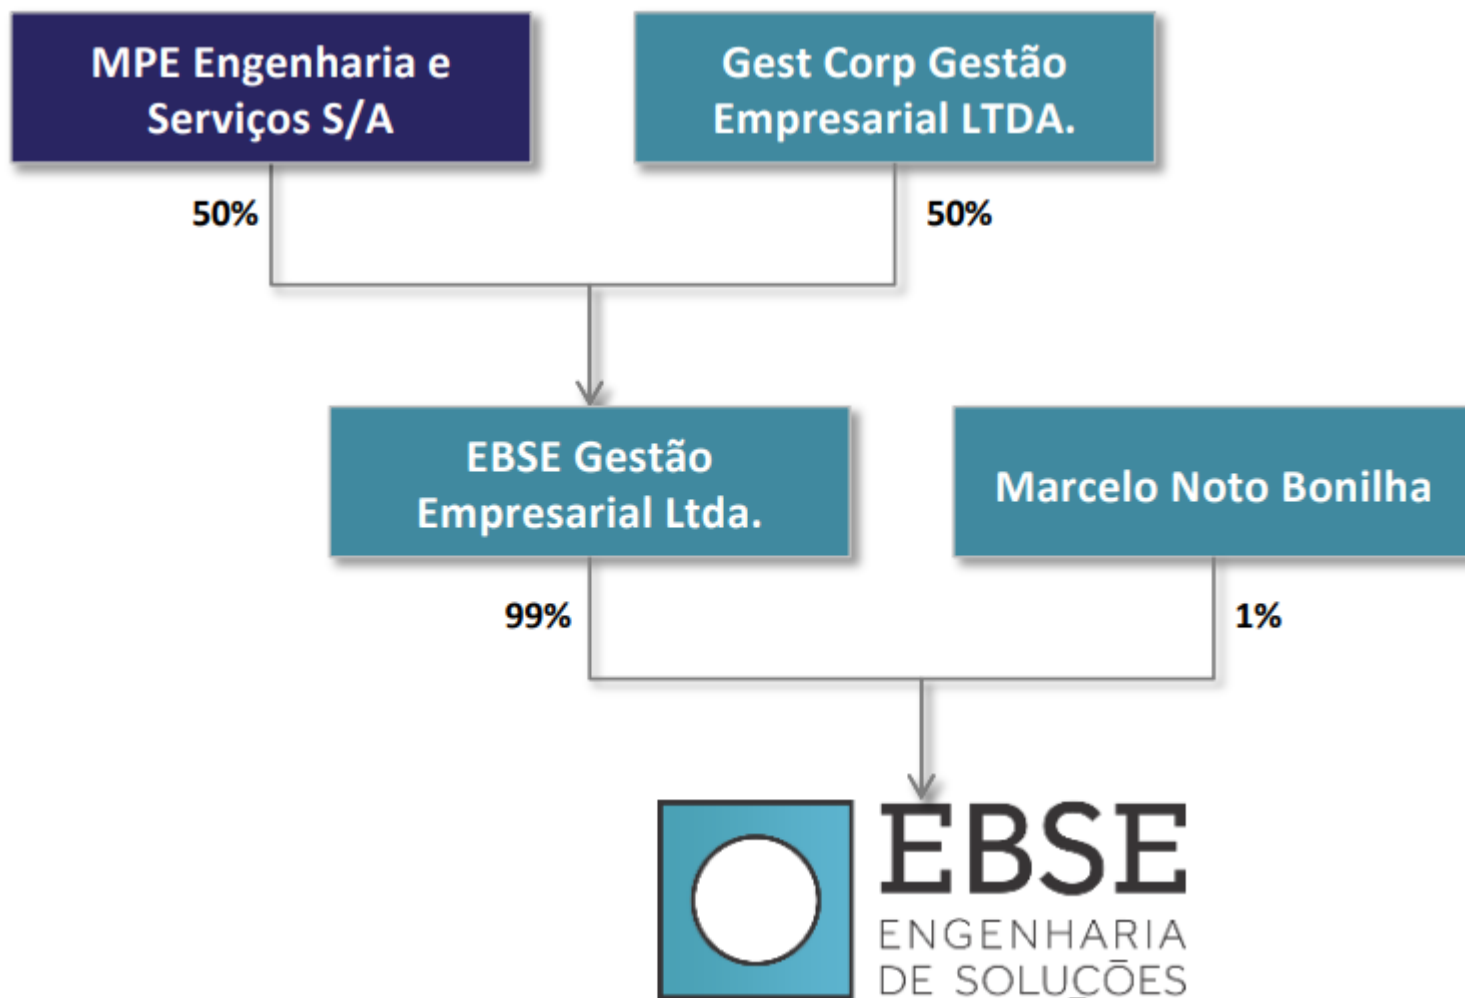 MPE Engenharia e
Serviços S/A
Gest Corp Gestão
Empresarial LTDA.
50%
50%
EBSE Gestão
Empresarial Ltda.
Marcelo Noto Bonilha
99%
1%
EBSE
ENGENHARIA
DE SOLUÇÕES